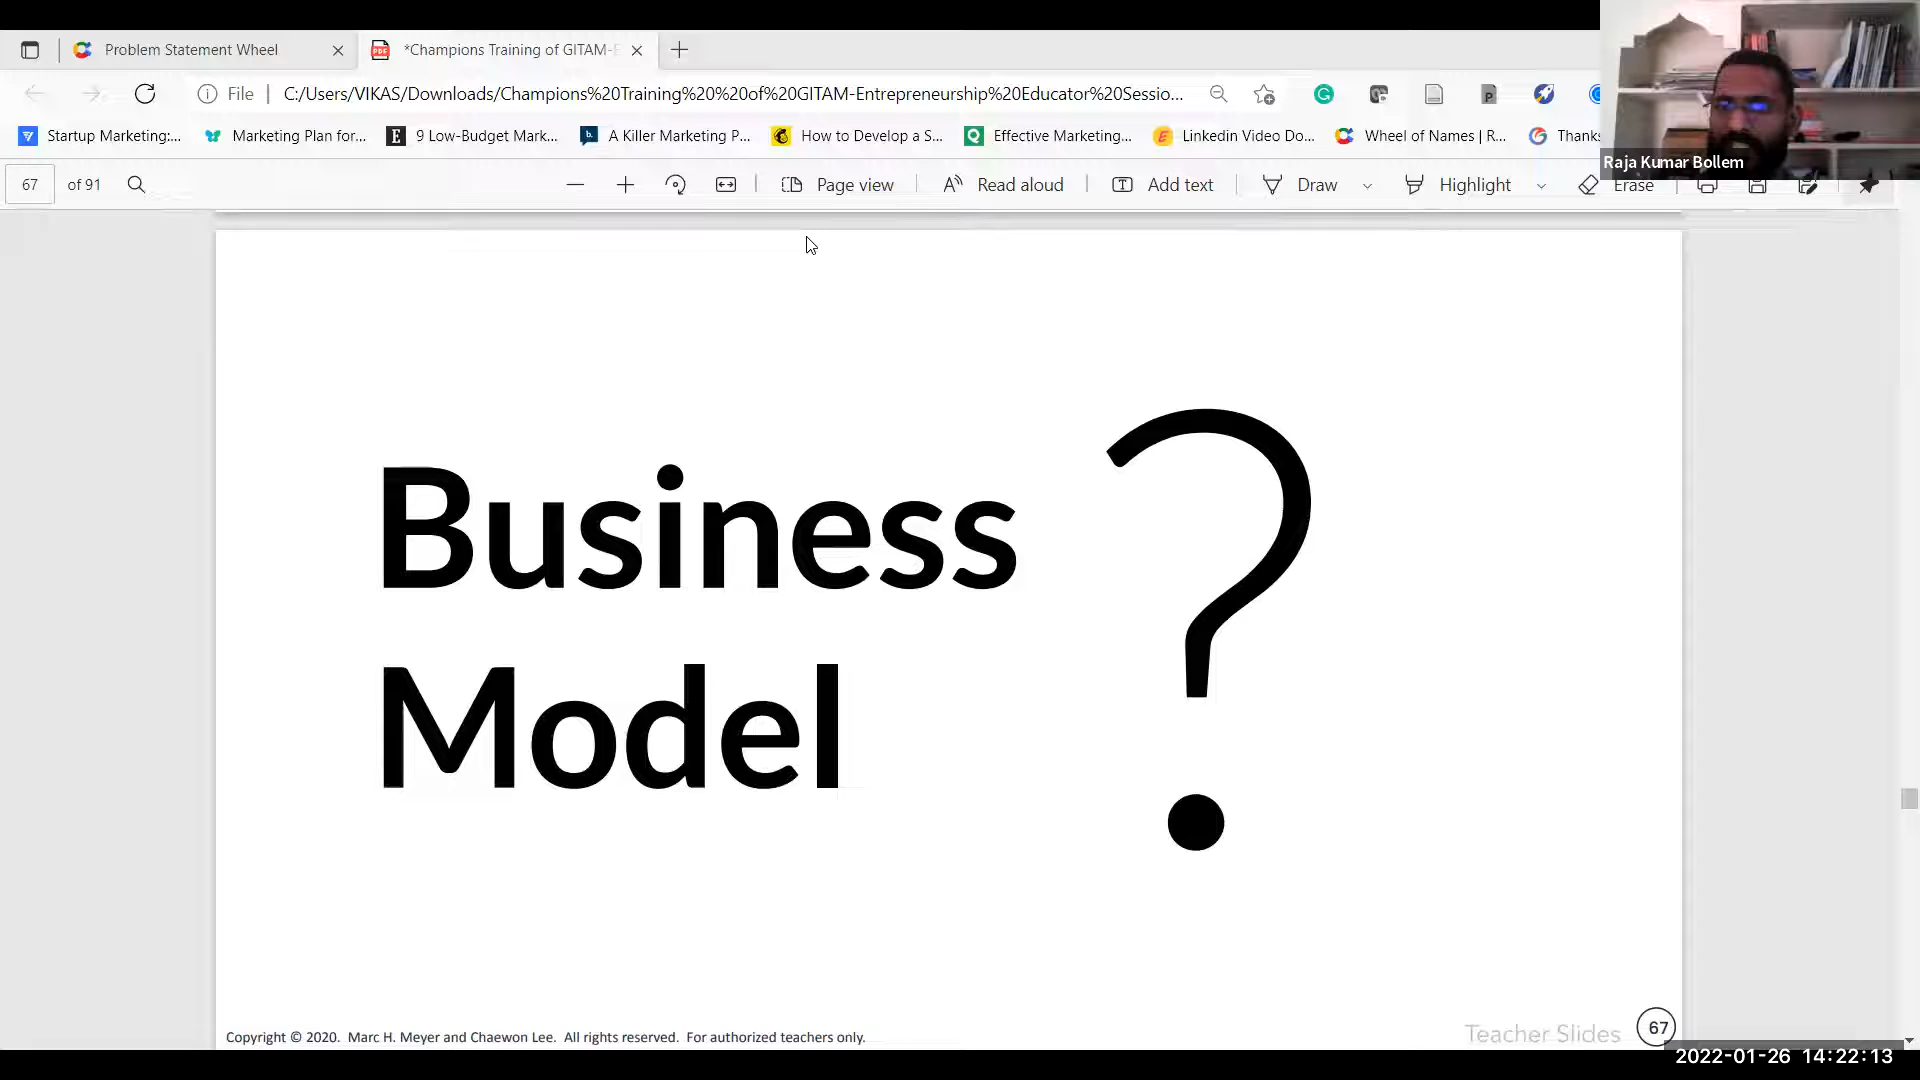 Problem Statement Wheel
*Champions Training of GITAM-E
File
C:/Users/VIKAS/Downloads/Champions%20Training%20%20of%20GITAM-Entrepreneurship%20Educator%20Sessio...
Startup Marketing:...
Marketing Plan for...
E
9 Low-Budget Mark...
b.
A Killer Marketing P...
How to Develop a S...
Q
Effective Marketing...
E
Linkedin Video Do...
Wheel of Names | R...
Thanks
Raja Kumar Bollem
67
of 91
Page view
Read aloud
Add text
Draw
Highlight
Erase
Business
Model
?
Copyright © 2020. Marc H. Meyer and Chaewon Lee. All rights reserved. For authorized teachers only.
Teacher Slides
67
2022-01-26 14:22:13